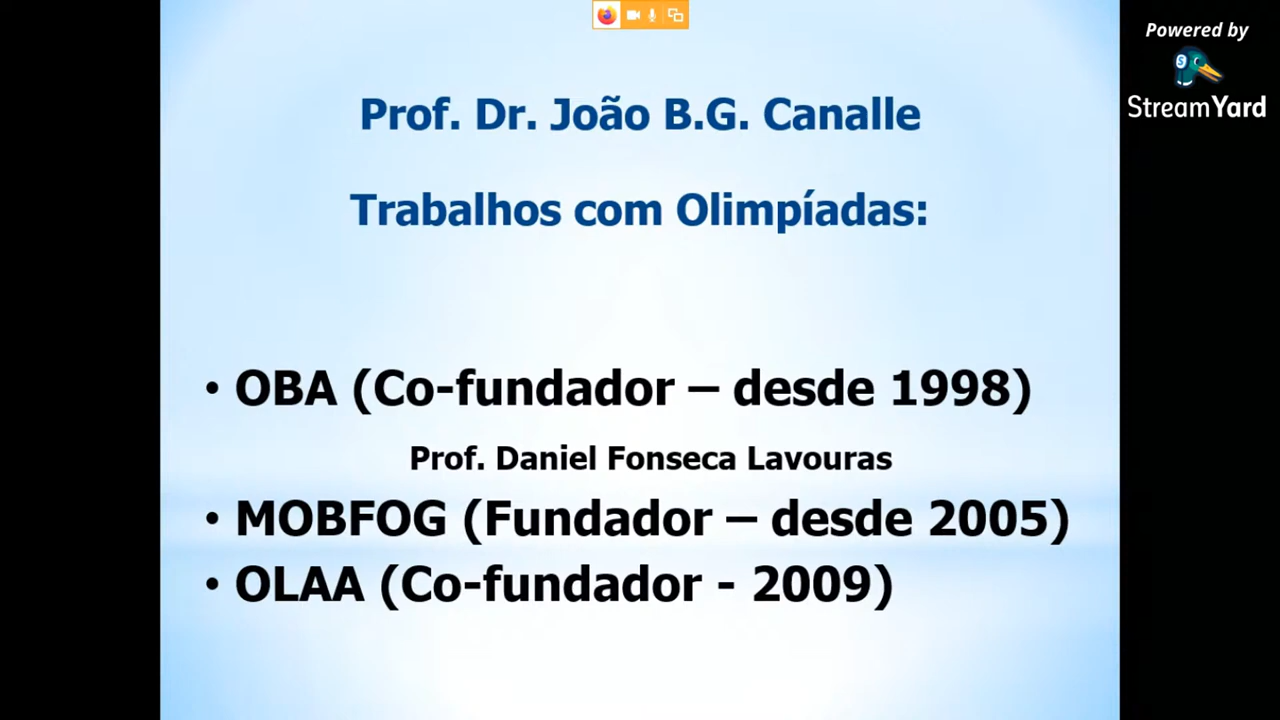 Powered by
StreamYard
Prof. Dr. João B.G. Canalle
Trabalhos com Olimpíadas:
• OBA (Co-fundador – desde 1998)
Prof. Daniel Fonseca Lavouras
• MOBFOG (Fundador – desde 2005)
• OLAA (Co-fundador - 2009)